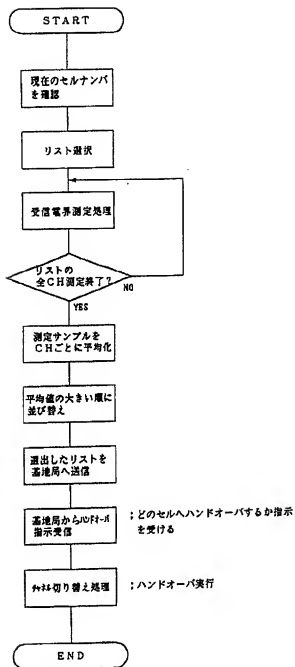 START
現在のセルナンバ
を確認
リスト選択
受信電界測定処理
リストの
全CH測定終了?
NO
YES
測定サンプルを
CHごとに平均化
平均値の大きい順に
並び替え
選出したリストを
基地局へ送信
基地局からハンドオーバ
指示受信
;どのセルへハンドオーバするか指示
を受ける
チャネル切り替え処理
;ハンドオーバ実行
END